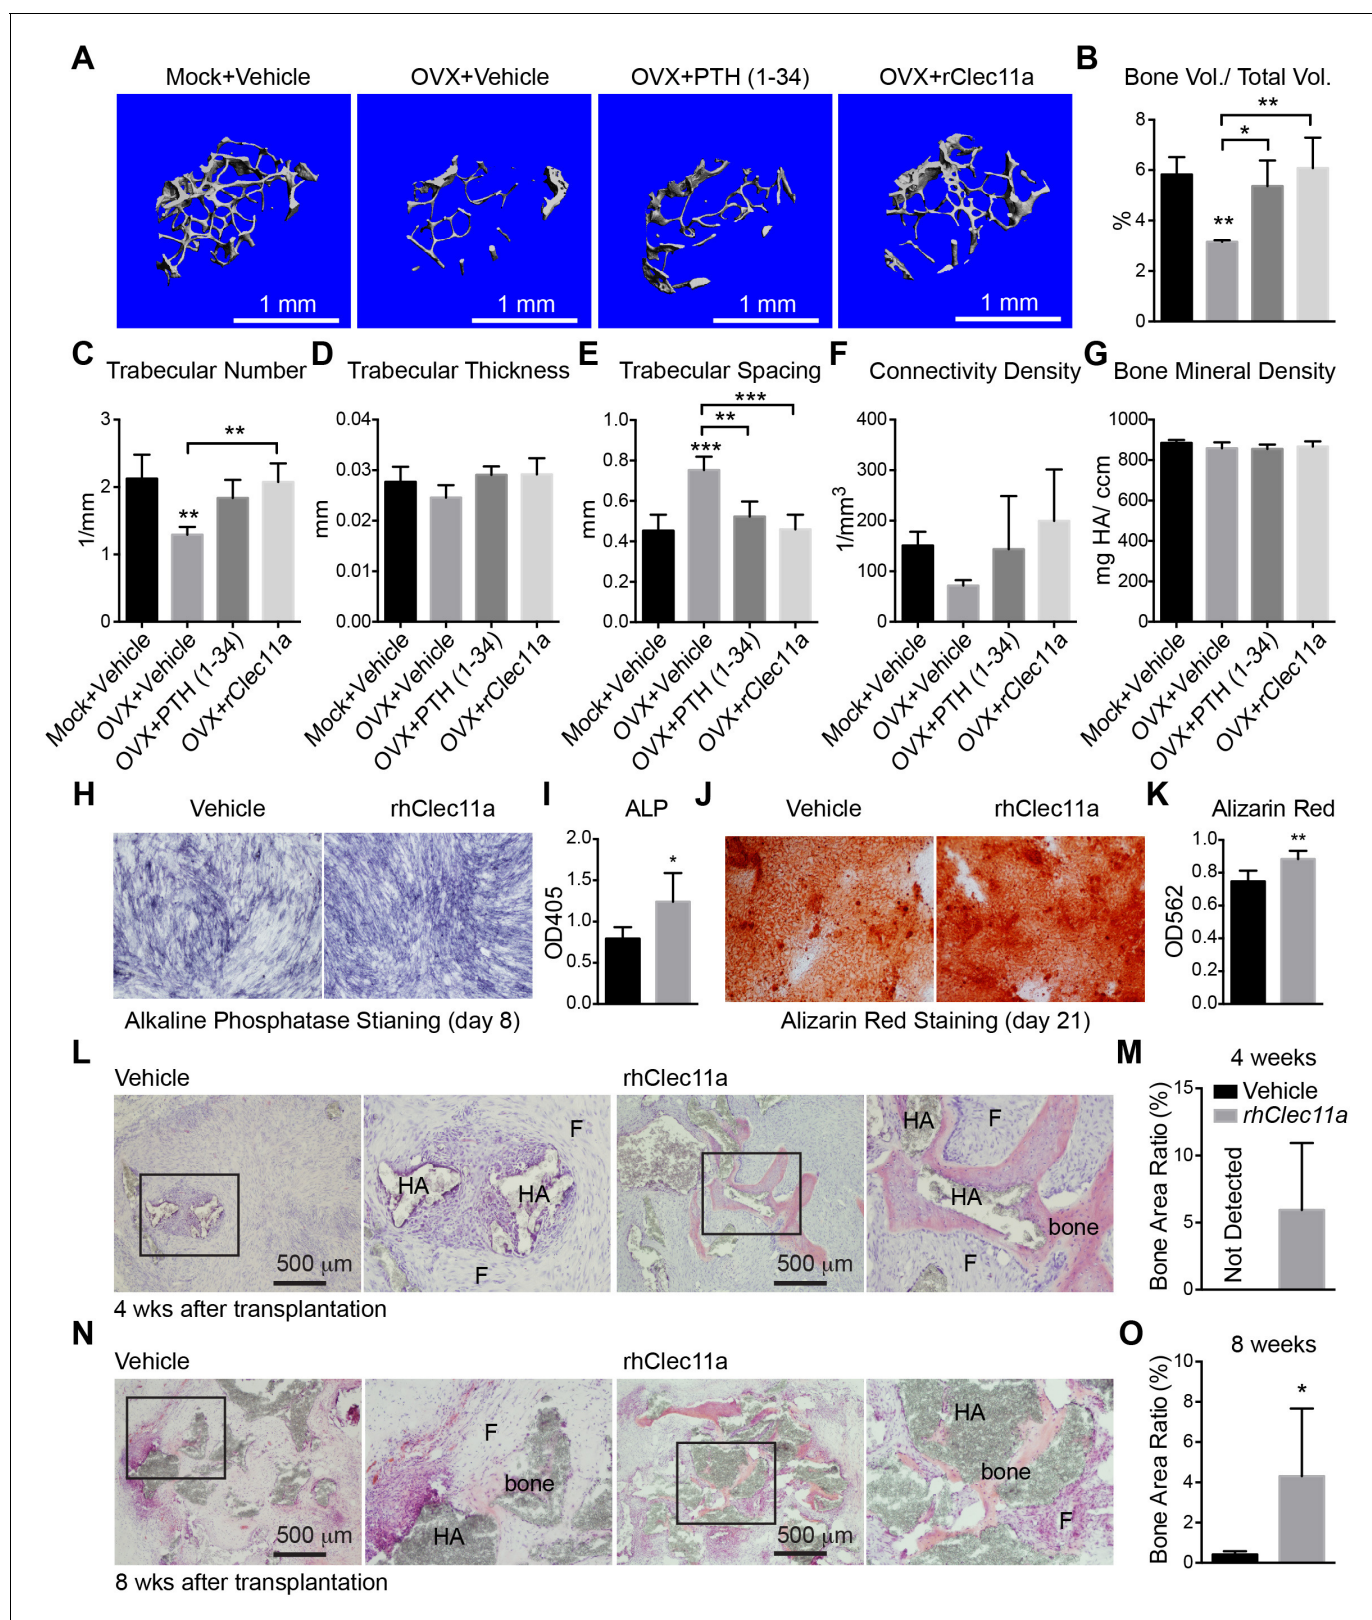 A
Mock+Vehicle
OVX+Vehicle
OVX+PTH (1-34)
OVX+rClec11a
1 mm
1 mm
1 mm
1 mm
B
Bone Vol./ Total Vol.
%
8
6
4
2
0
**
*
**
C
Trabecular Number
1/mm
3
2
1
0
**
**
Mock+Vehicle
OVX+Vehicle
OVX+PTH (1-34)
OVX+rClec11a
D
Trabecular Thickness
mm
0.04
0.03
0.02
0.01
0.00
Mock+Vehicle
OVX+Vehicle
OVX+PTH (1-34)
OVX+rClec11a
E
Trabecular Spacing
mm
1.0
0.8
0.6
0.4
0.2
0.0
***
**
***
Mock+Vehicle
OVX+Vehicle
OVX+PTH (1-34)
OVX+rClec11a
F
Connectivity Density
1/mm³
400
300
200
100
0
Mock+Vehicle
OVX+Vehicle
OVX+PTH (1-34)
OVX+rClec11a
G
Bone Mineral Density
mg HA/ ccm
1000
800
600
400
200
0
Mock+Vehicle
OVX+Vehicle
OVX+PTH (1-34)
OVX+rClec11a
H
Vehicle
rhClec11a
Alkaline Phosphatase Stianing (day 8)
I
ALP
OD405
2.0
1.5
1.0
0.5
0.0
*
J
Vehicle
rhClec11a
Alizarin Red Staining (day 21)
K
Alizarin Red
OD562
1.0
0.8
0.6
0.4
0.2
0.0
**
L
Vehicle
rhClec11a
500 µm
F
HA
HA
F
500 µm
HA
F
HA
bone
F
4 wks after transplantation
M
4 weeks
Bone Area Ratio (%)
15
10
5
0
Vehicle
rhClec11a
Not Detected
N
Vehicle
rhClec11a
500 µm
F
bone
HA
500 µm
HA
bone
F
8 wks after transplantation
O
8 weeks
Bone Area Ratio (%)
10
8
6
4
2
0
*